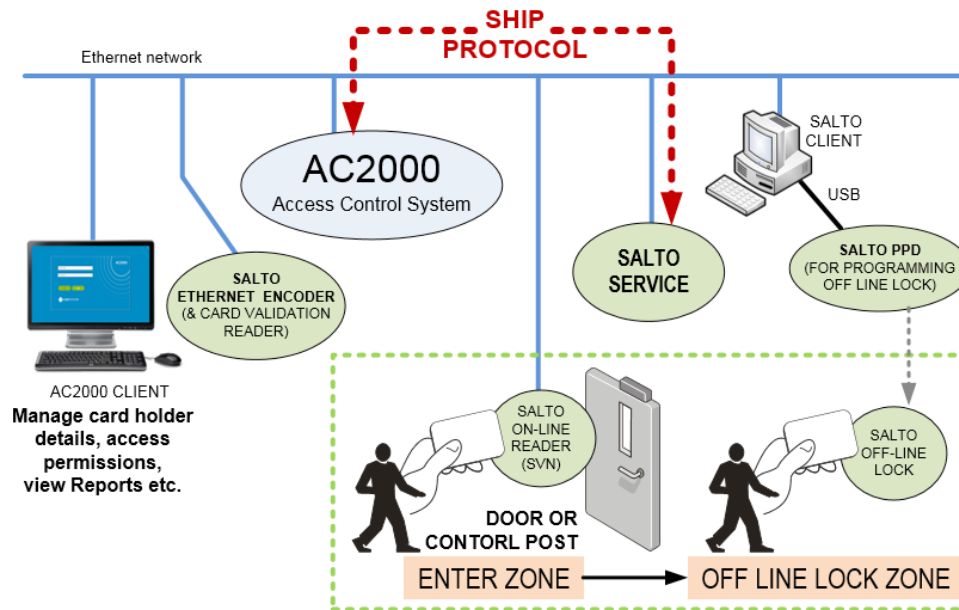 SHIP
PROTOCOL
Ethernet network
AC2000
Access Control System
SALTO
CLIENT
USB
SALTO
ETHERNET ENCODER
(& CARD VALIDATION
READER)
SALTO
SERVICE
SALTO PPD
(FOR PROGRAMMING
OFF LINE LOCK)
AC2000 CLIENT
Manage card holder
details, access
permissions,
view Reports etc.
SALTO
ON-LINE
READER
(SVN)
SALTO
OFF-LINE
LOCK
DOOR OR
CONTORL POST
ENTER ZONE
OFF LINE LOCK ZONE